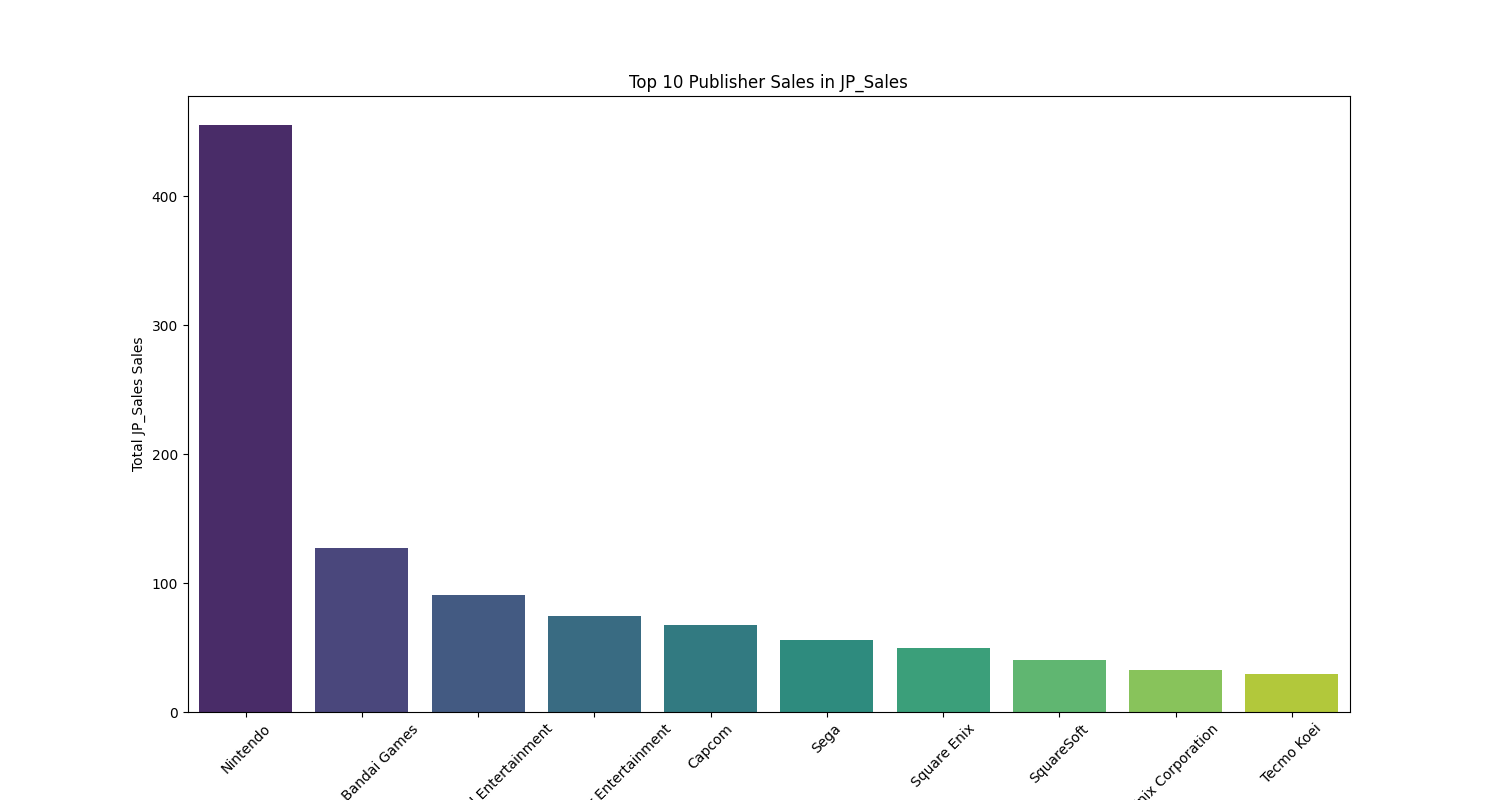 Top 10 Publisher Sales in JP_Sales
Total JP_Sales Sales
400
300
200
100
0
Nintendo
Bandai Games
Entertainment
Entertainment
Capcom
Sega
Square Enix
SquareSoft
Corporation
Tecmo Koei